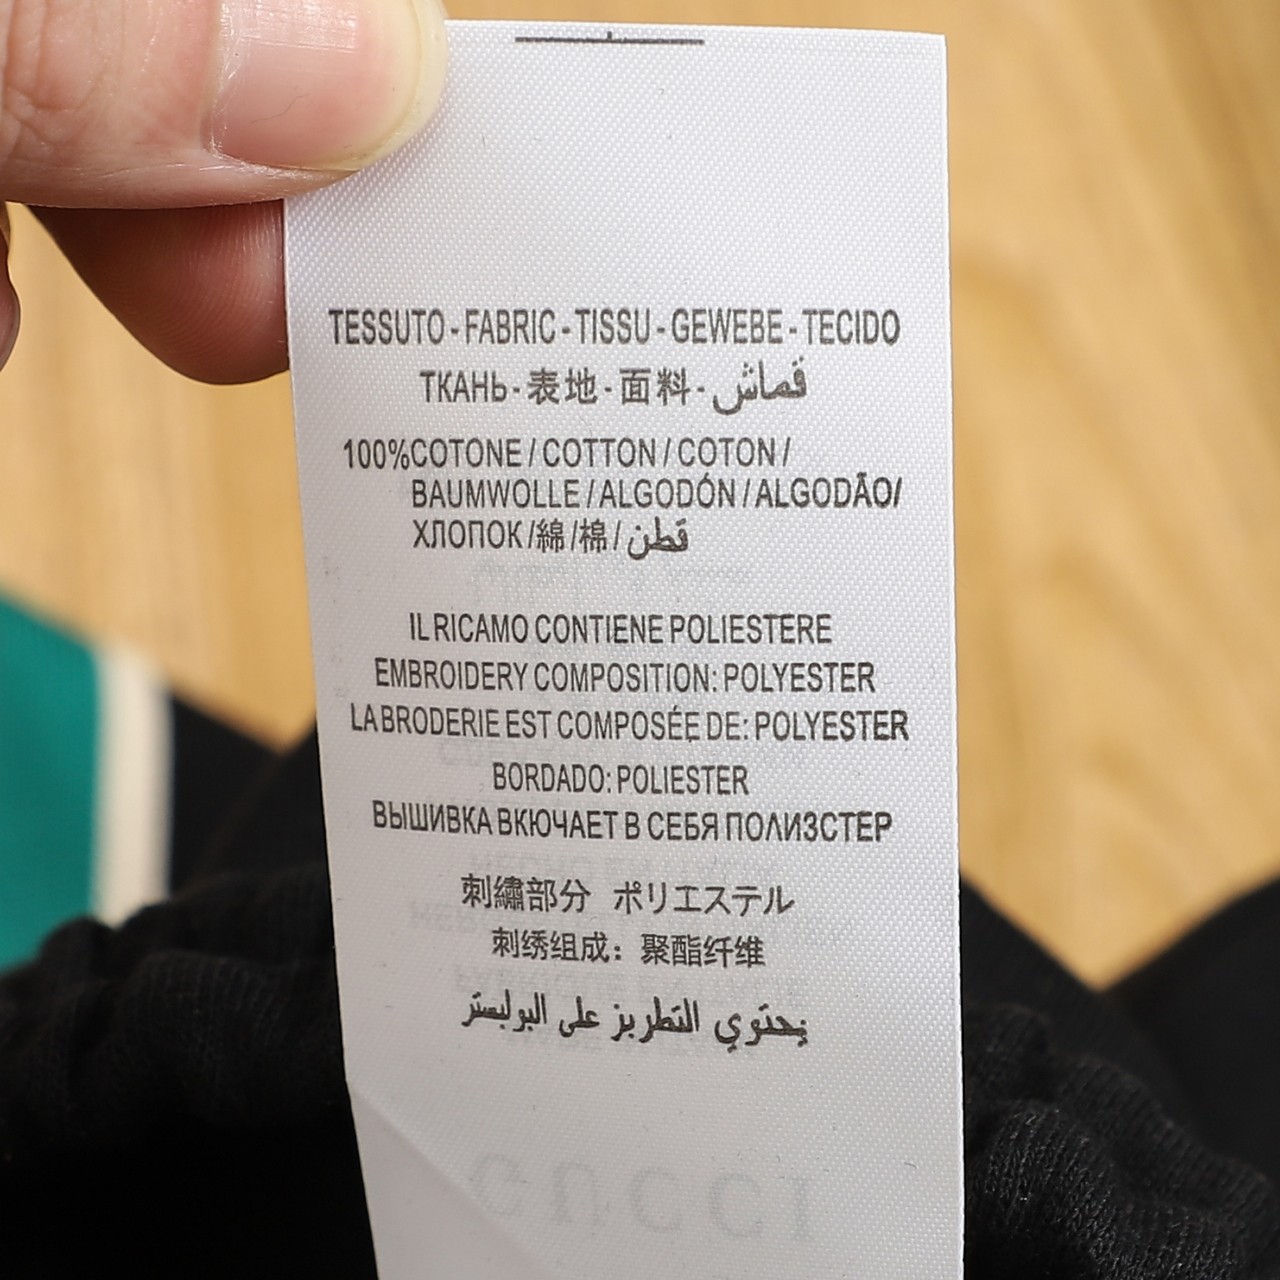 TESSUTO - FABRIC - TISSU - GEWEBE - TECIDO
ТКАНЬ - 表地 - 面料 - قماش
100%COTONE / COTTON / COTON /
BAUMWOLLE / ALGODÓN / ALGODÃO/
ХЛОПОК /綿 /棉 / قطن
IL RICAMO CONTIENE POLIESTERE
EMBROIDERY COMPOSITION: POLYESTER
LA BRODERIE EST COMPOSÉE DE: POLYESTER
BORDADO: POLIESTER
ВЫШИВКА ВКЮЧАЕТ В СЕБЯ ПОЛИЗСТЕР
刺繍部分 ポリエステル
刺绣组成：聚酯纤维
يحتوي التطريز على البوليستر
GUCCI